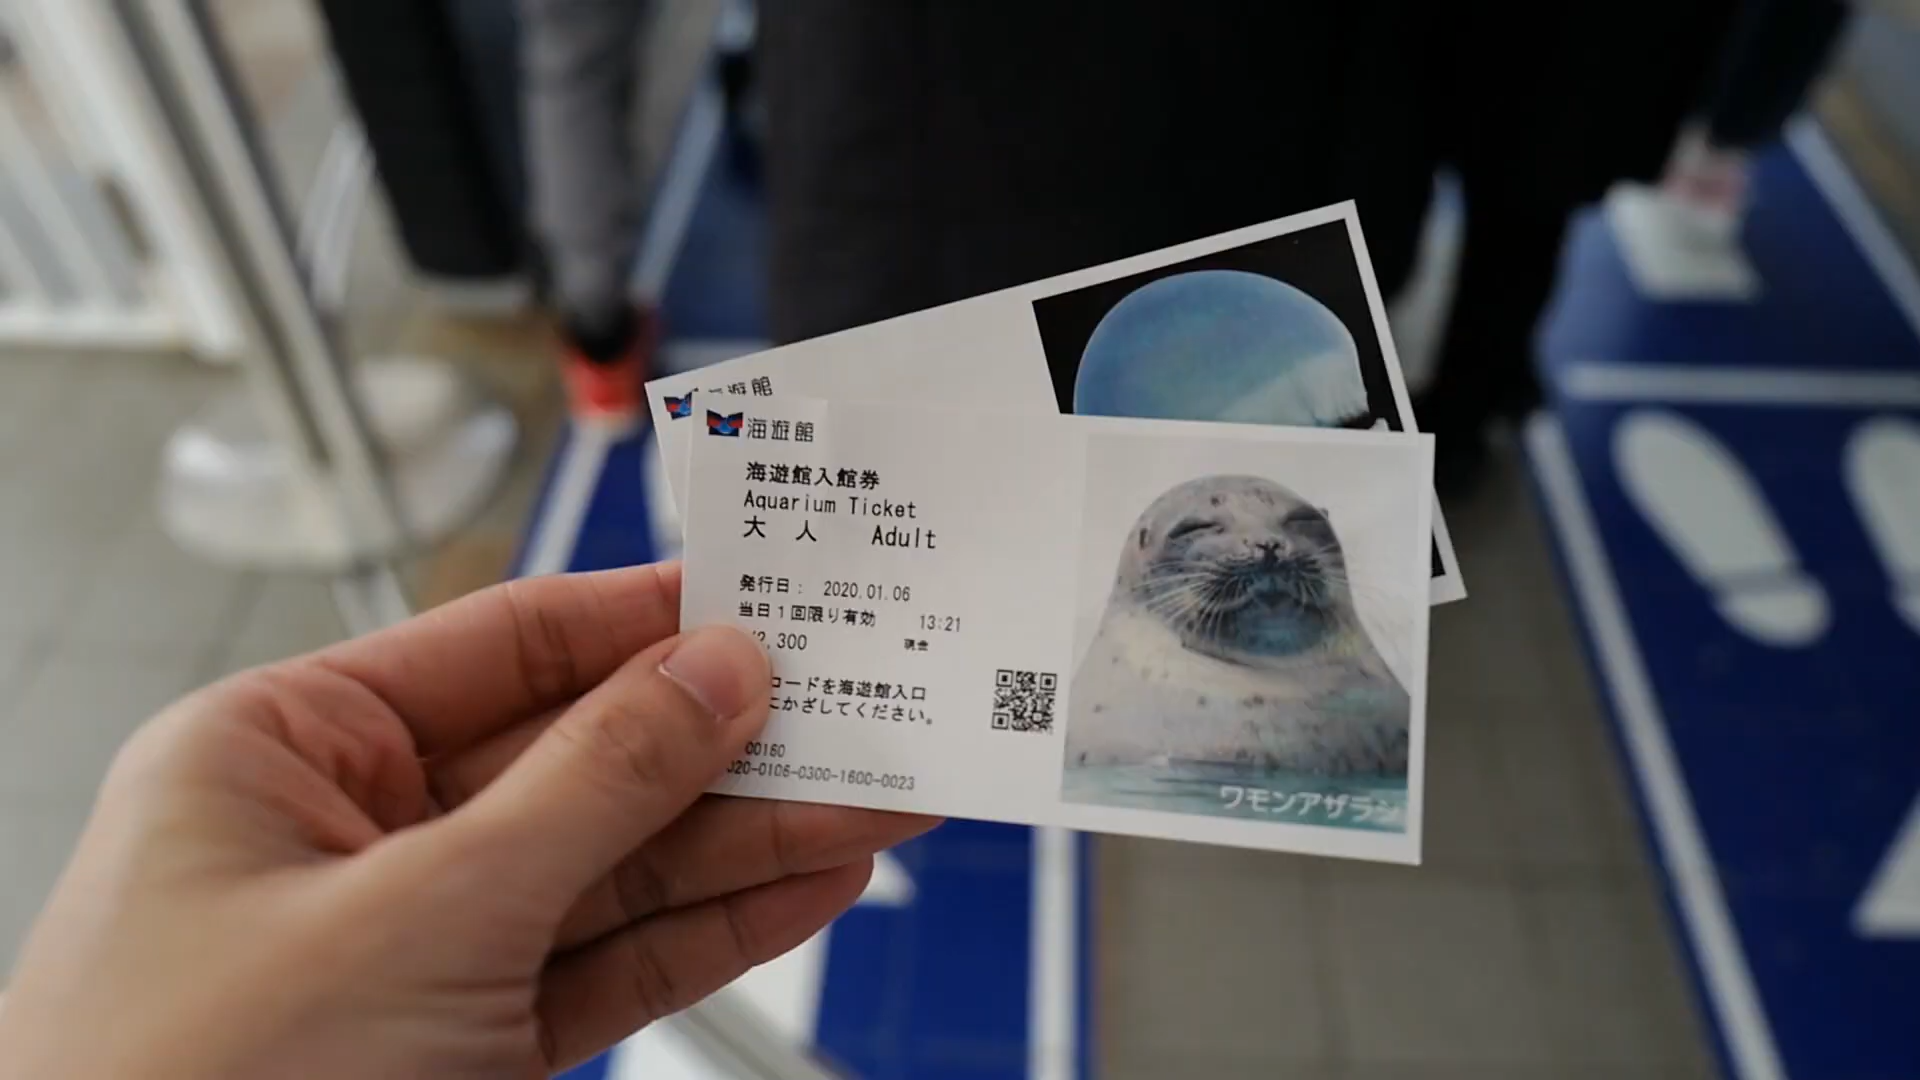 海遊館
海遊館
海遊館入館券
Aquarium Ticket
大 人 Adult
発行日： 2020.01.06
当日1回限り有効 13:21
2,300 現金
コードを海遊館入口
にかざしてください。
00160
020-0106-0300-1600-0023
ワモンアザラシ